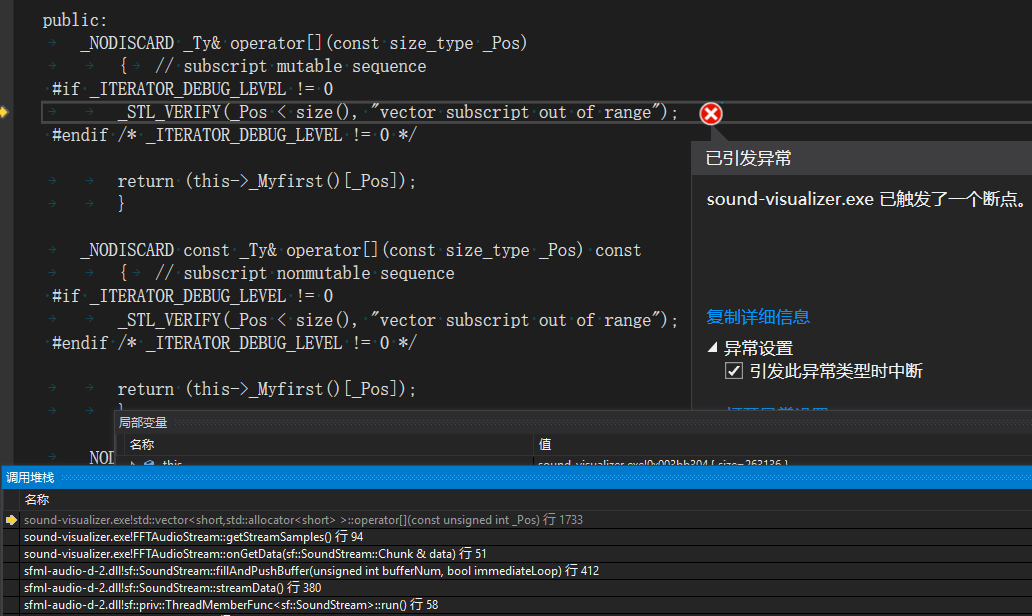 public:
_NODISCARD _Ty& operator[](const size_type _Pos)
{ // subscript mutable sequence
#if _ITERATOR_DEBUG_LEVEL != 0
_STL_VERIFY(_Pos < size(), "vector subscript out of range");
#endif /* _ITERATOR_DEBUG_LEVEL != 0 */
return (this->_Myfirst()[_Pos]);
}
_NODISCARD const _Ty& operator[](const size_type _Pos) const
{ // subscript nonmutable sequence
#if _ITERATOR_DEBUG_LEVEL != 0
_STL_VERIFY(_Pos < size(), "vector subscript out of range");
#endif /* _ITERATOR_DEBUG_LEVEL != 0 */
return (this->_Myfirst()[_Pos]);
已引发异常
sound-visualizer.exe 已触发了一个断点。
复制详细信息
异常设置
引发此异常类型时中断
打开异常设置
局部变量
名称 值
this
调用堆栈
名称
sound-visualizer.exe!std::vector<short,std::allocator<short> >::operator[](const unsigned int _Pos) 行 1733
sound-visualizer.exe!FFTAudioStream::getStreamSamples() 行 94
sound-visualizer.exe!FFTAudioStream::onGetData(sf::SoundStream::Chunk & data) 行 51
sfml-audio-d-2.dll!sf::SoundStream::fillAndPushBuffer(unsigned int bufferNum, bool immediateLoop) 行 412
sfml-audio-d-2.dll!sf::SoundStream::streamData() 行 380
sfml-audio-d-2.dll!sf::priv::ThreadMemberFunc<sf::SoundStream>::run() 行 58